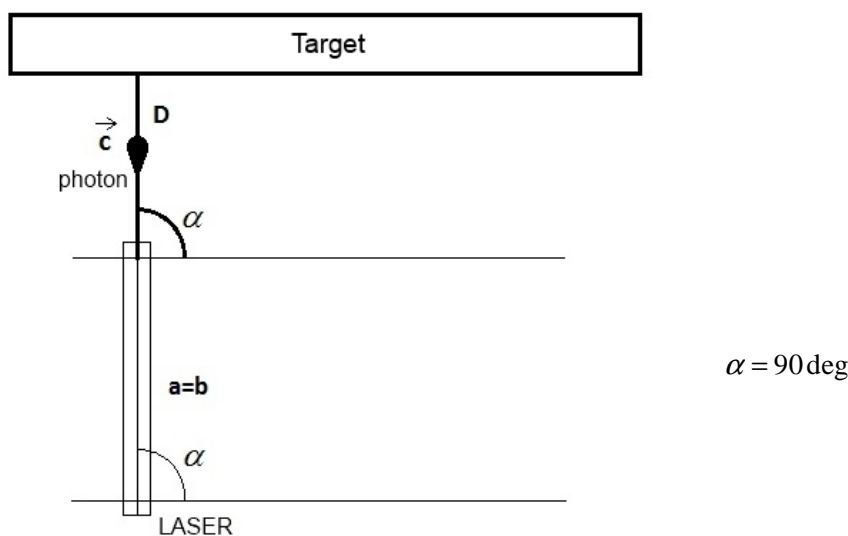 Target
D
→
c
photon
α
α = 90 deg
a=b
α
LASER